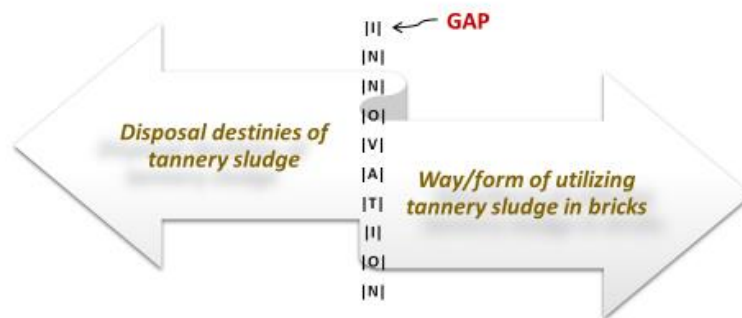 GAP
|I|
|N|
|N|
|O|
|V|
|A|
|T|
|I|
|O|
|N|
Disposal destinies of
tannery sludge
Way/form of utilizing
tannery sludge in bricks